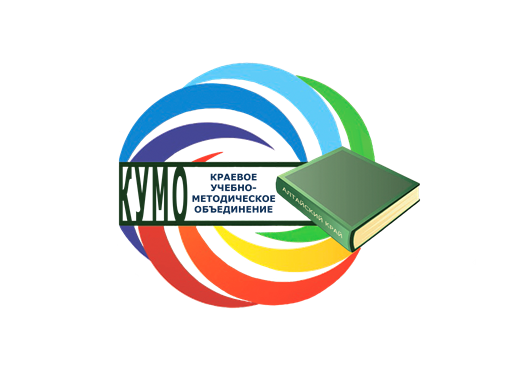 КУМО
КРАЕВОЕ
УЧЕБНО-
МЕТОДИЧЕСКОЕ
ОБЪЕДИНЕНИЕ
АЛТАЙСКИЙ КРАЙ